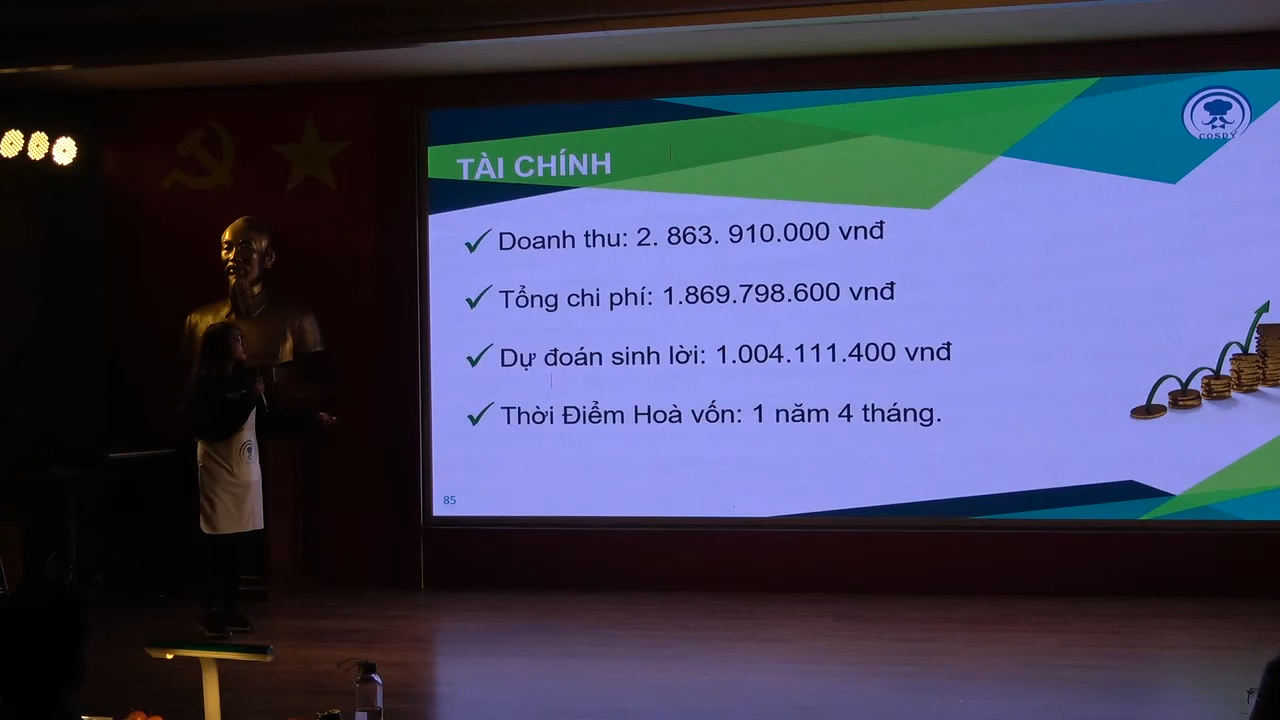 COSDY
TÀI CHÍNH
Doanh thu: 2. 863. 910.000 vnđ
Tổng chi phí: 1.869.798.600 vnđ
Dự đoán sinh lời: 1.004.111.400 vnđ
Thời Điểm Hoà vốn: 1 năm 4 tháng.
85